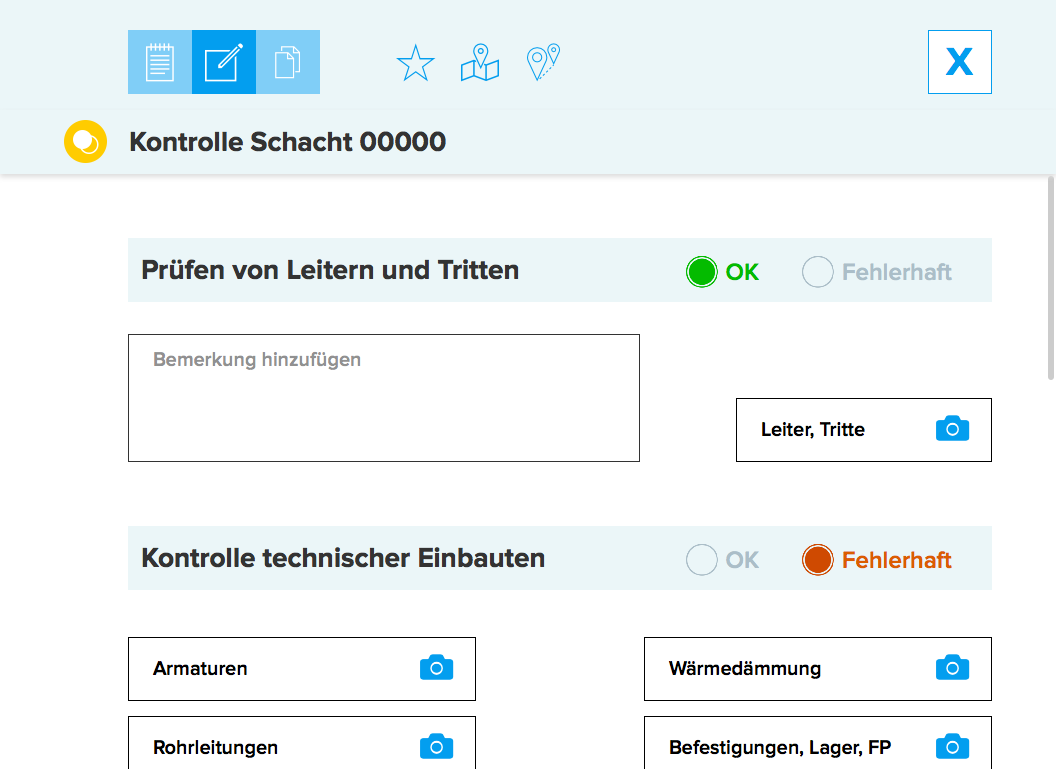 X
Kontrolle Schacht 00000
Prüfen von Leitern und Tritten
OK
Fehlerhaft
Bemerkung hinzufügen
Leiter, Tritte
Kontrolle technischer Einbauten
OK
Fehlerhaft
Armaturen
Wärmedämmung
Rohrleitungen
Befestigungen, Lager, FP